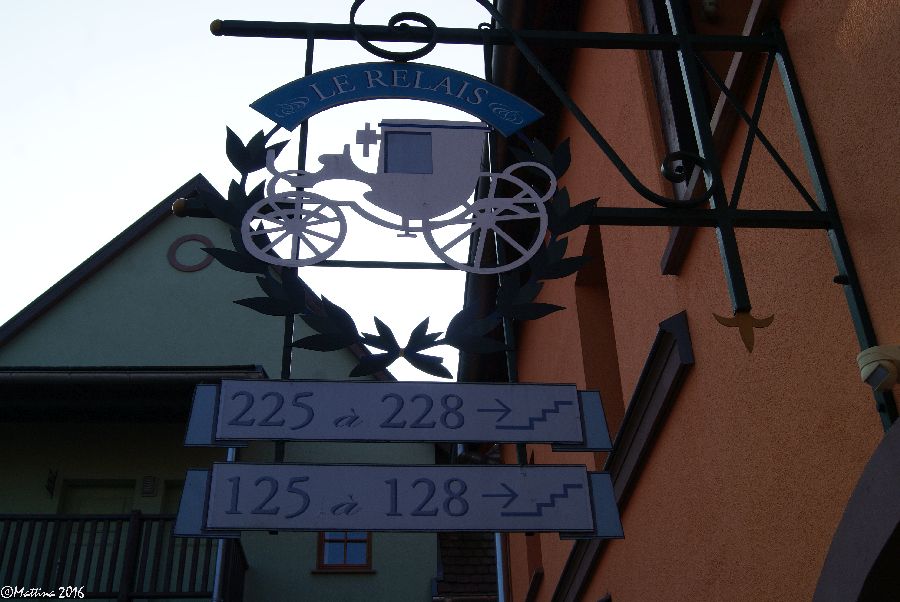 LE RELAIS
225 à 228 →
125 à 128 →
©Mattina 2016